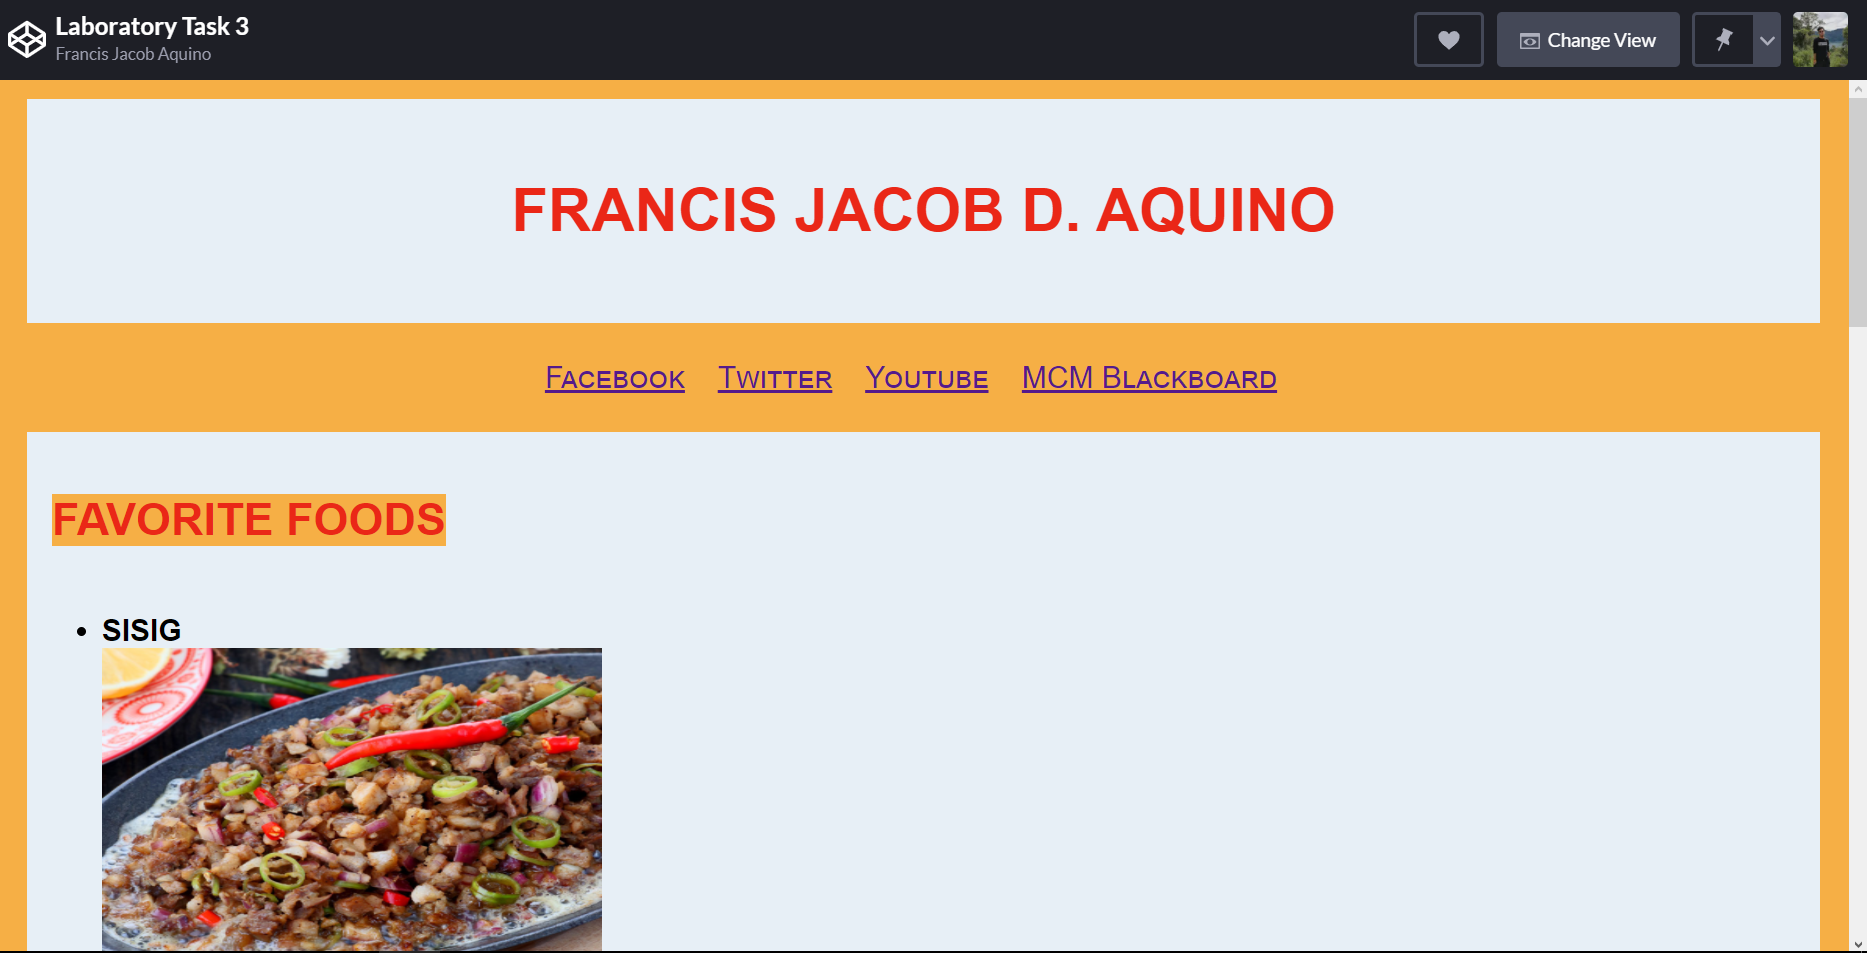 Laboratory Task 3
Francis Jacob Aquino
Change View
FRANCIS JACOB D. AQUINO
Facebook Twitter Youtube MCM Blackboard
FAVORITE FOODS
SISIG